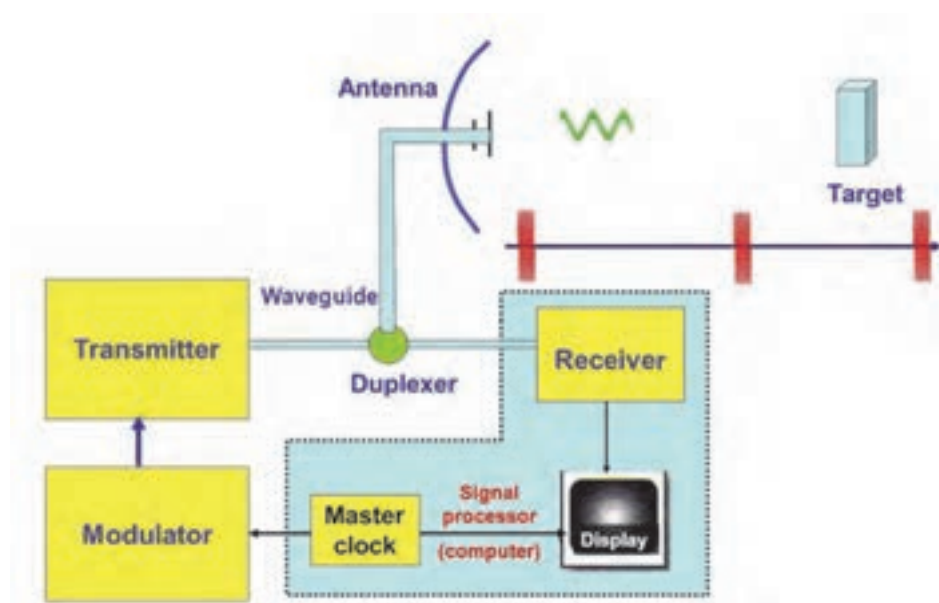 Antenna
Target
Waveguide
Transmitter
Duplexer
Receiver
Modulator
Master
clock
Signal
processor
(computer)
Display